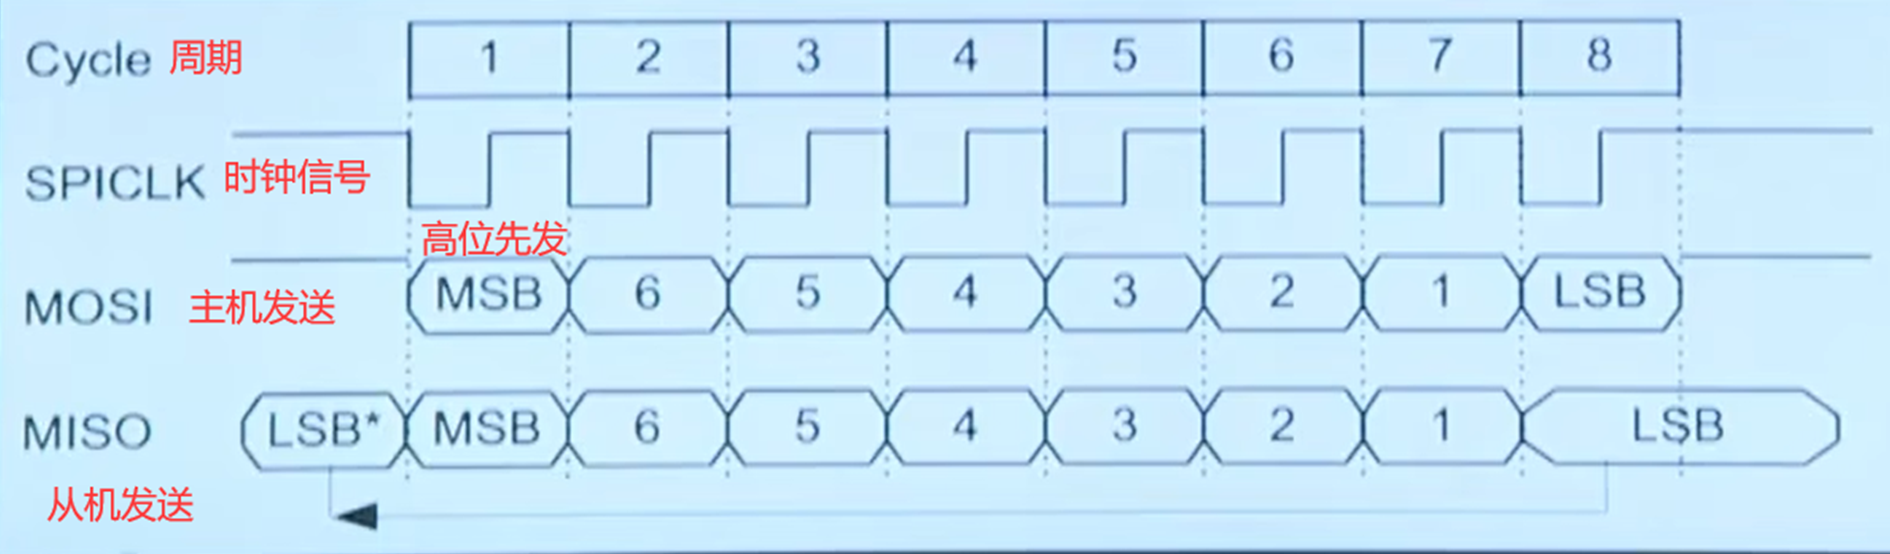 Cycle 周期 1 2 3 4 5 6 7 8
SPICLK 时钟信号
高位先发
MOSI 主机发送 MSB 6 5 4 3 2 1 LSB
MISO LSB* MSB 6 5 4 3 2 1 LSB
从机发送